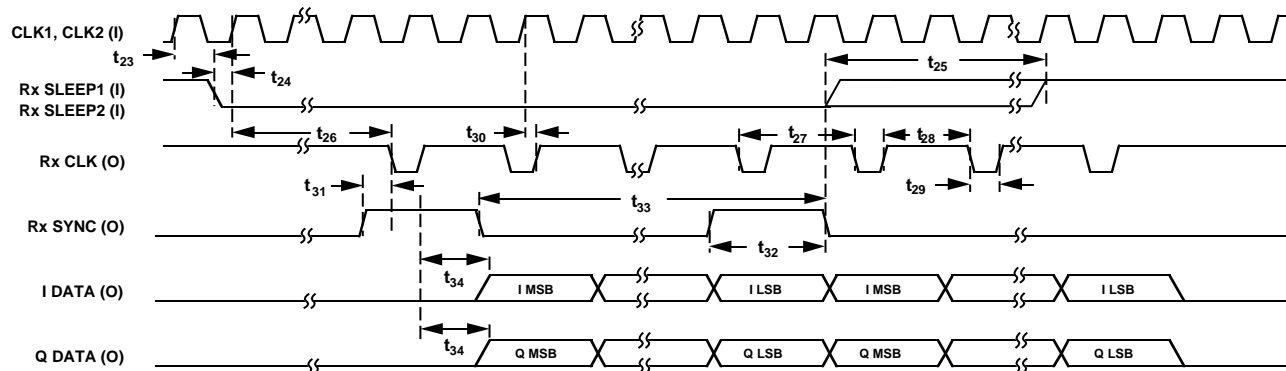 CLK1, CLK2 (I)
t23
t24
t25
Rx SLEEP1 (I)
Rx SLEEP2 (I)
t26
t30
t27
t28
Rx CLK (O)
t31
t29
t33
Rx SYNC (O)
t32
t34
I DATA (O)
I MSB
I LSB
I MSB
I LSB
t34
Q DATA (O)
Q MSB
Q LSB
Q MSB
Q LSB